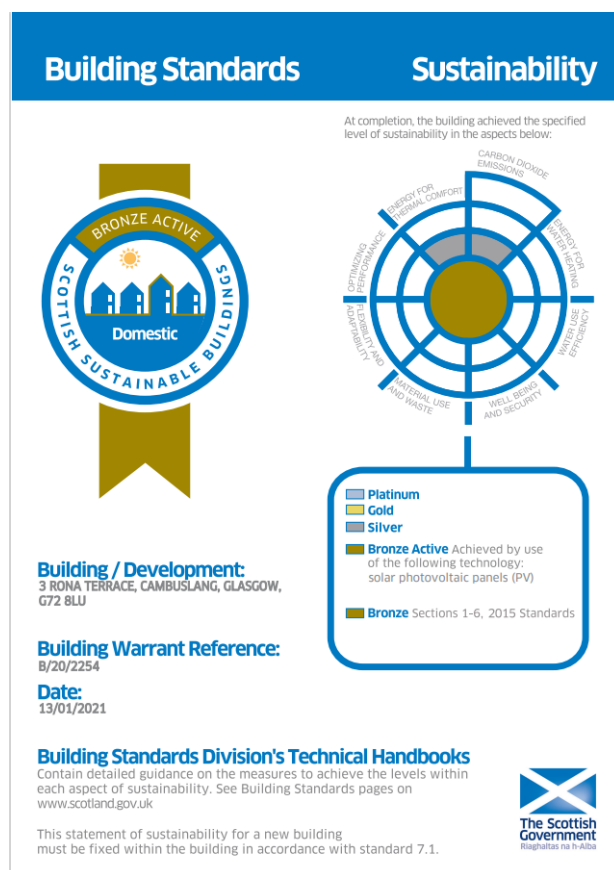 Building Standards
Sustainability
At completion, the building achieved the specified
level of sustainability in the aspects below:
BRONZE ACTIVE
SCOTTISH SUSTAINABLE BUILDINGS
Domestic
CARBON DIOXIDE
EMISSIONS
ENERGY FOR
WATER HEATING
WATER USE
EFFICIENCY
WELL BEING
AND SECURITY
MATERIAL USE
AND WASTE
FLEXIBILITY AND
ADAPTABILITY
OPTIMIZING
PERFORMANCE
ENERGY FOR
THERMAL COMFORT
Platinum
Gold
Silver
Bronze Active Achieved by use
of the following technology:
solar photovoltaic panels (PV)
Bronze Sections 1-6, 2015 Standards
Building / Development:
3 RONA TERRACE, CAMBUSLANG, GLASGOW,
G72 8LU
Building Warrant Reference:
B/20/2254
Date:
13/01/2021
Building Standards Division's Technical Handbooks
Contain detailed guidance on the measures to achieve the levels within
each aspect of sustainability. See Building Standards pages on
www.scotland.gov.uk
This statement of sustainability for a new building
must be fixed within the building in accordance with standard 7.1.
The Scottish
Government
Riaghaltas na h-Alba